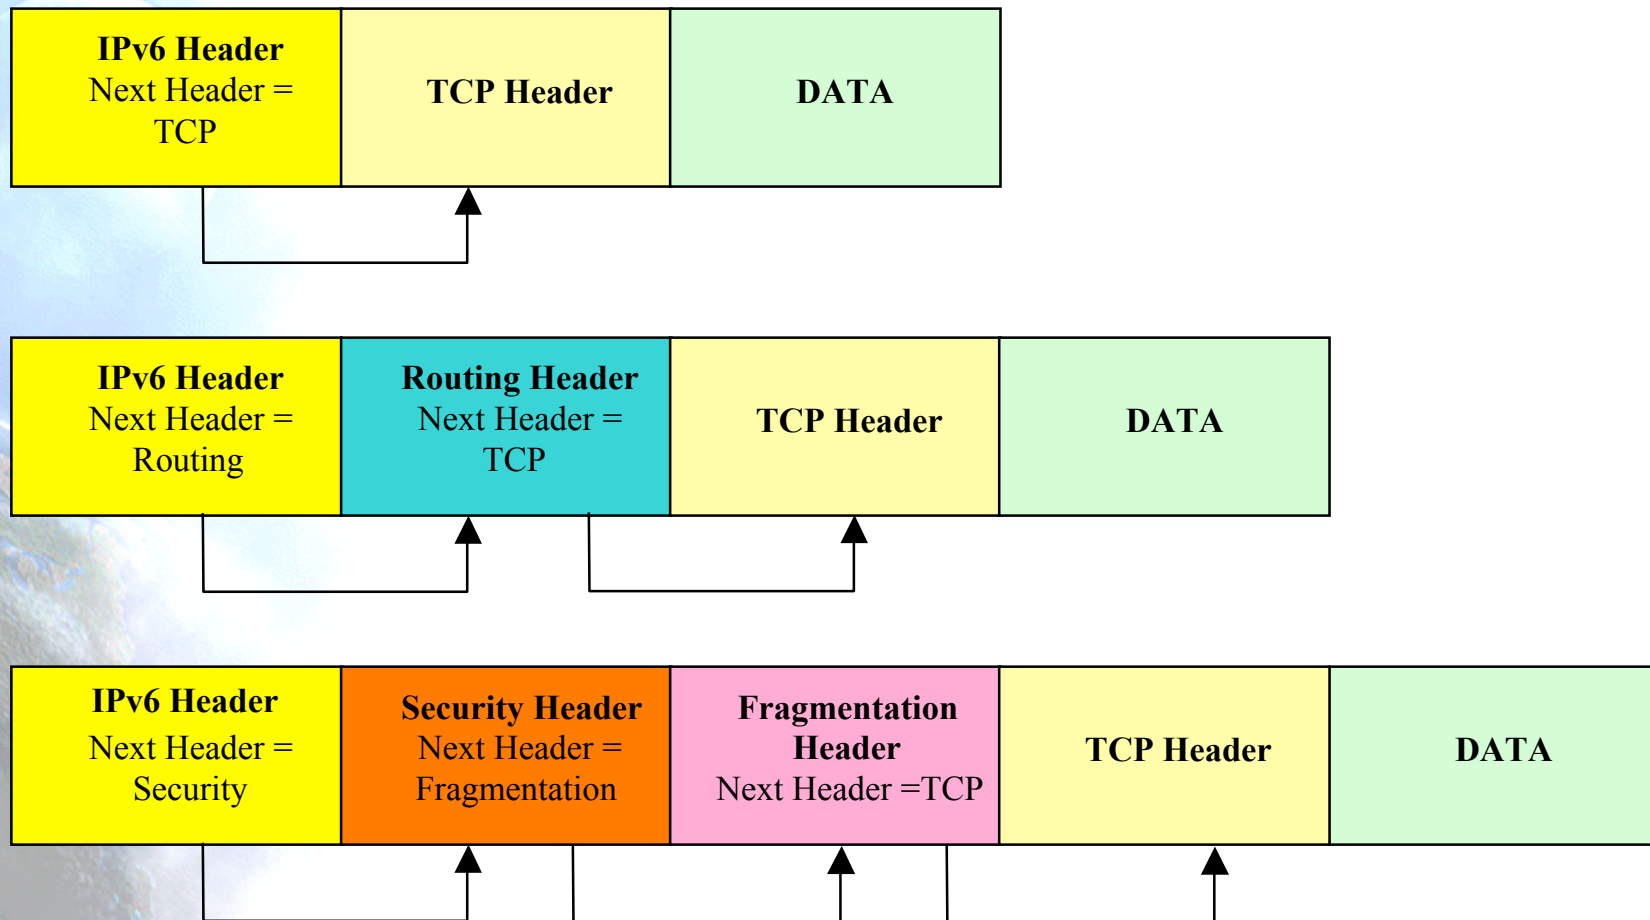 IPv6 Header
Next Header =
TCP
TCP Header
DATA
IPv6 Header
Next Header =
Routing
Routing Header
Next Header =
TCP
TCP Header
DATA
IPv6 Header
Next Header =
Security
Security Header
Next Header =
Fragmentation
Fragmentation
Header
Next Header =TCP
TCP Header
DATA